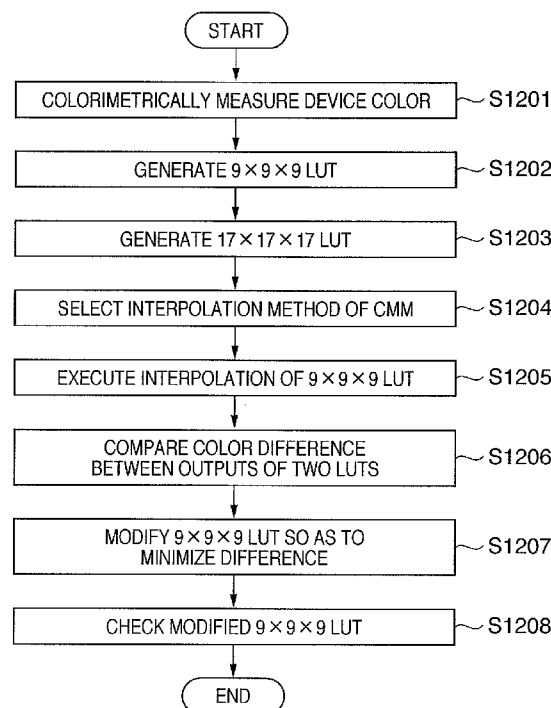 START
COLORIMETRICALLY MEASURE DEVICE COLOR
S1201
GENERATE 9×9×9 LUT
S1202
GENERATE 17×17×17 LUT
S1203
SELECT INTERPOLATION METHOD OF CMM
S1204
EXECUTE INTERPOLATION OF 9×9×9 LUT
S1205
COMPARE COLOR DIFFERENCE
BETWEEN OUTPUTS OF TWO LUTS
S1206
MODIFY 9×9×9 LUT SO AS TO
MINIMIZE DIFFERENCE
S1207
CHECK MODIFIED 9×9×9 LUT
S1208
END